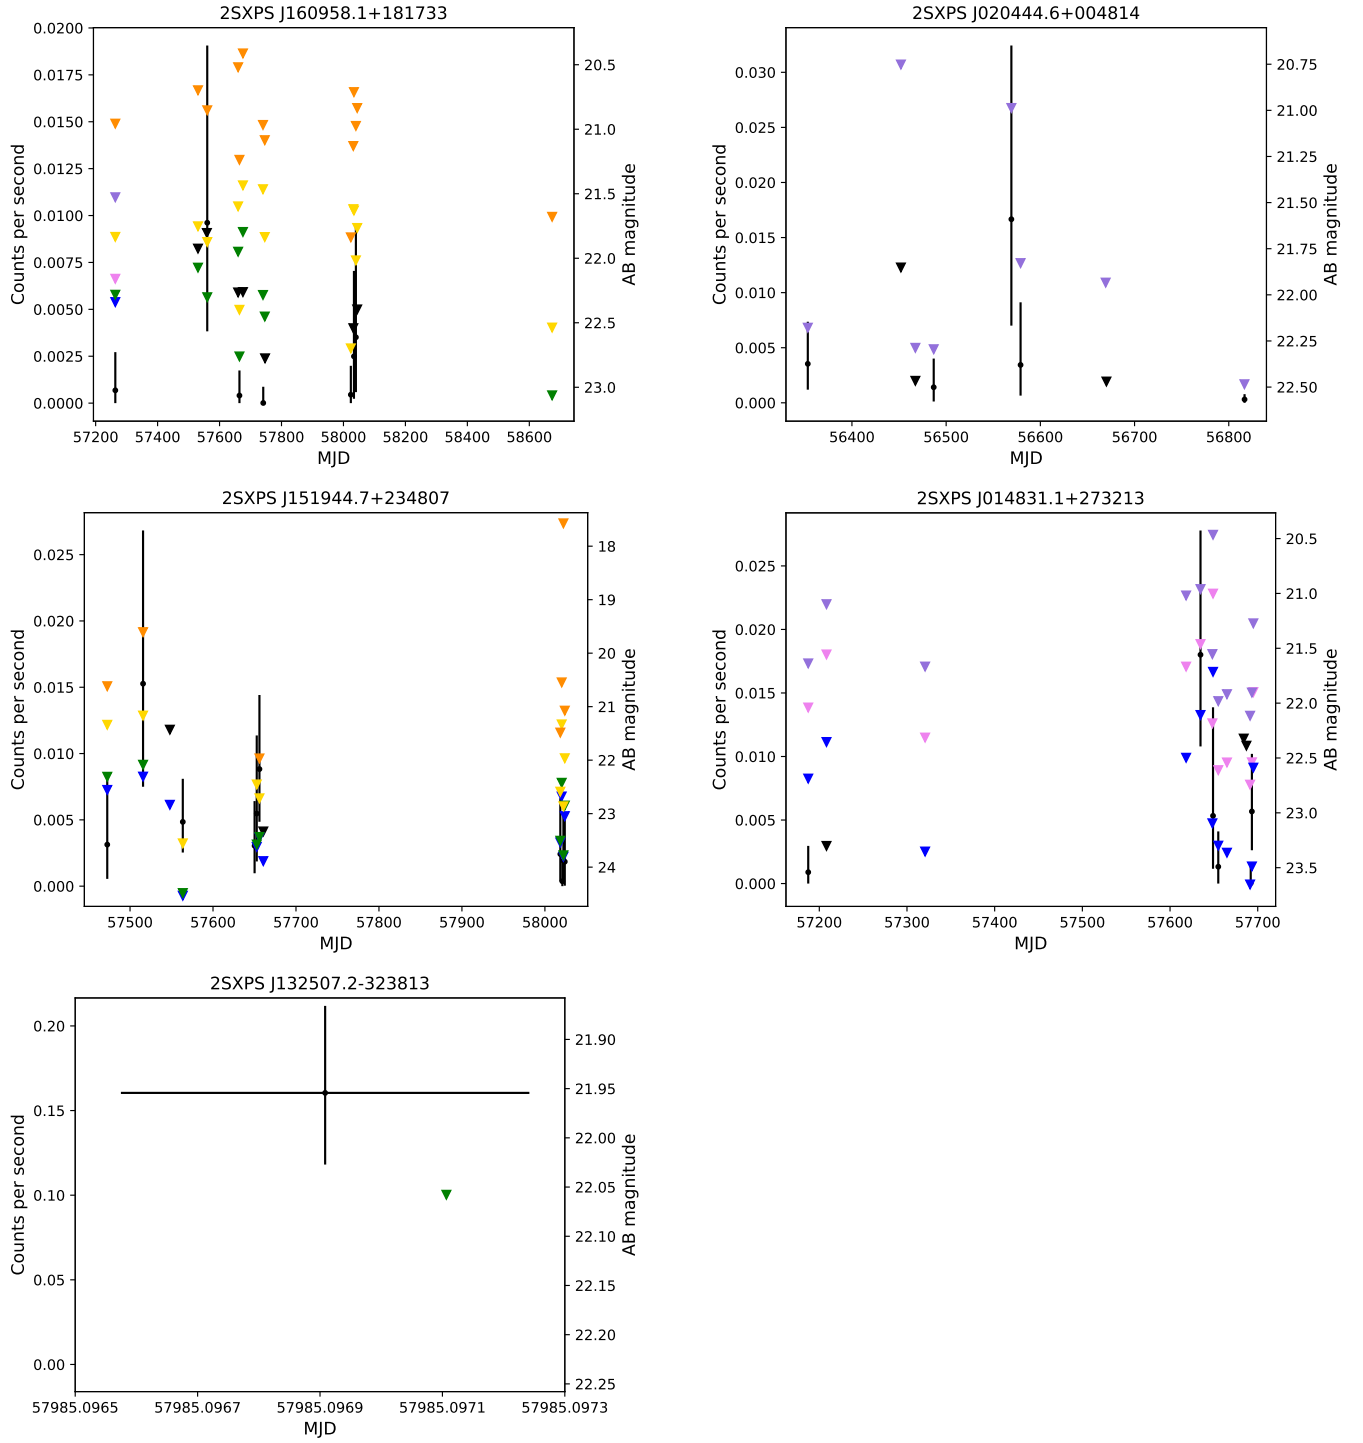 2SXPS J160958.1+181733
0.0200
0.0175
0.0150
0.0125
0.0100
0.0075
0.0050
0.0025
0.0000
Counts per second
20.5
21.0
21.5
22.0
22.5
23.0
AB magnitude
57200 57400 57600 57800 58000 58200 58400 58600
MJD
2SXPS J020444.6+004814
0.030
0.025
0.020
0.015
0.010
0.005
0.000
Counts per second
20.75
21.00
21.25
21.50
21.75
22.00
22.25
22.50
AB magnitude
56400 56500 56600 56700 56800
MJD
2SXPS J151944.7+234807
0.025
0.020
0.015
0.010
0.005
0.000
Counts per second
18
19
20
21
22
23
24
AB magnitude
57500 57600 57700 57800 57900 58000
MJD
2SXPS J014831.1+273213
0.025
0.020
0.015
0.010
0.005
0.000
Counts per second
20.5
21.0
21.5
22.0
22.5
23.0
23.5
AB magnitude
57200 57300 57400 57500 57600 57700
MJD
2SXPS J132507.2-323813
0.20
0.15
0.10
0.05
0.00
Counts per second
21.90
21.95
22.00
22.05
22.10
22.15
22.20
22.25
AB magnitude
57985.0965 57985.0967 57985.0969 57985.0971 57985.0973
MJD